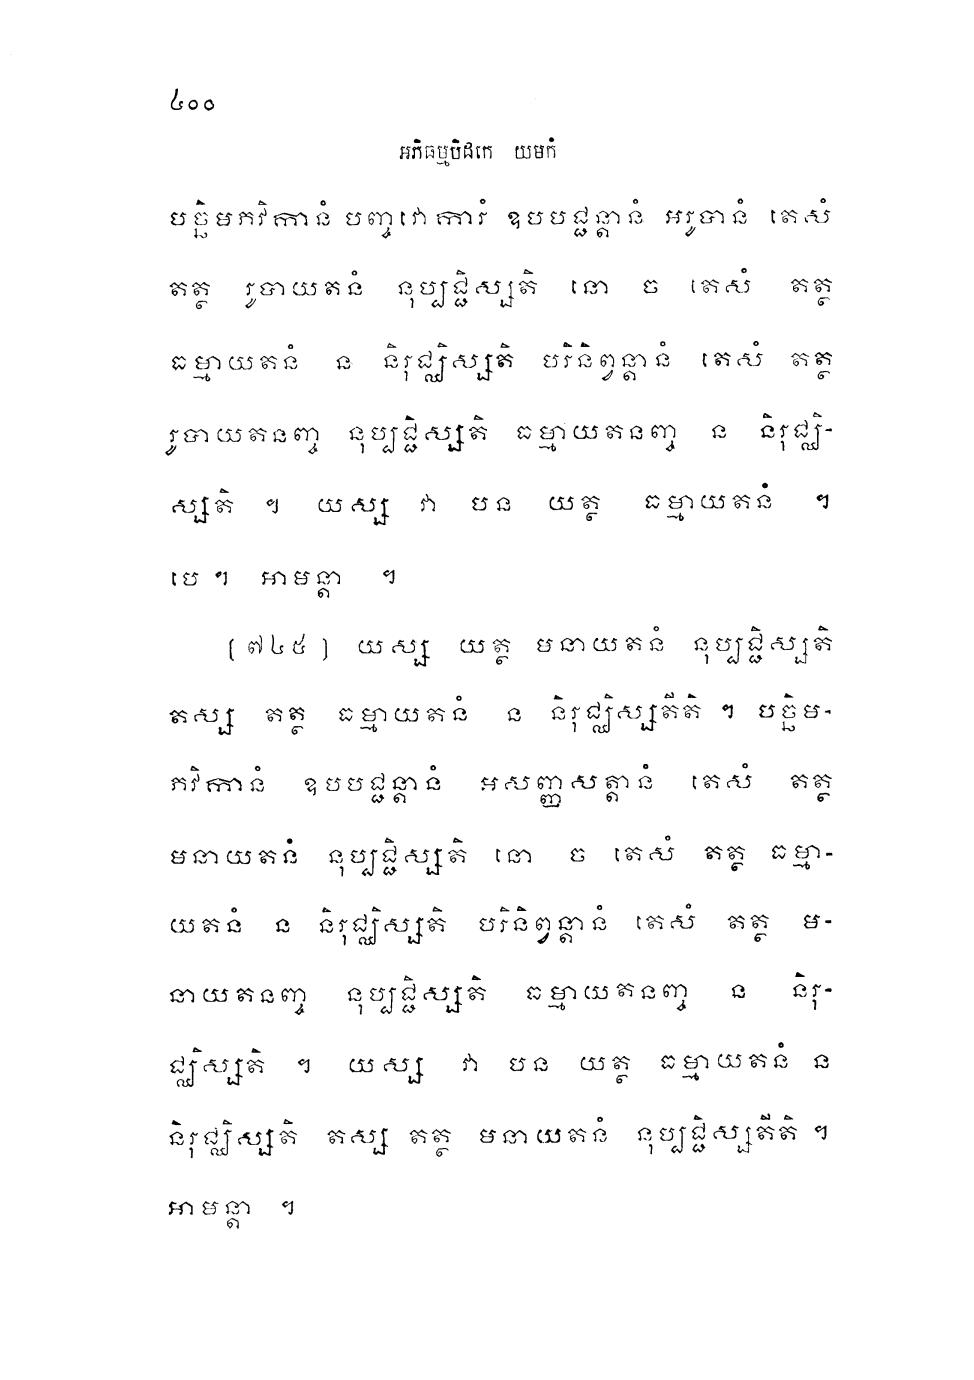 ៤០០
អភិធម្មបិដកេ យមកំ
បច្ឆិមភវិកានំ បញ្ចវោការំ ឧបបជ្ជន្តានំ អរូបានំ តេសំ
តត្ថ រូបាយតនំ នុប្បជ្ជិស្សតិ នោ ច តេសំ តត្ថ
ធម្មាយតនំ ន និរុជ្ឈិស្សតិ បរិនិព្វន្តានំ តេសំ តត្ថ
រូបាយតនញ្ច នុប្បជ្ជិស្សតិ ធម្មាយតនញ្ច ន និរុជ្ឈិ-
ស្សតិ ។ យស្ស វា បន យត្ថ ធម្មាយតនំ ។
បេ ។ អាមន្តា ។
(៧៤៥) យស្ស យត្ថ មនាយតនំ នុប្បជ្ជិស្សតិ
តស្ស តត្ថ ធម្មាយតនំ ន និរុជ្ឈិស្សតីតិ ។ បច្ឆិម-
ភវិកានំ ឧបបជ្ជន្តានំ អសញ្ញសត្តានំ តេសំ តត្ថ
មនាយតនំ នុប្បជ្ជិស្សតិ នោ ច តេសំ តត្ថ ធម្មា-
យតនំ ន និរុជ្ឈិស្សតិ បរិនិព្វន្តានំ តេសំ តត្ថ ម-
នាយតនញ្ច នុប្បជ្ជិស្សតិ ធម្មាយតនញ្ច ន និរុ-
ជ្ឈិស្សតិ ។ យស្ស វា បន យត្ថ ធម្មាយតនំ ន
និរុជ្ឈិស្សតិ តស្ស តត្ថ មនាយតនំ នុប្បជ្ជិស្សតីតិ ។
អាមន្តា ។